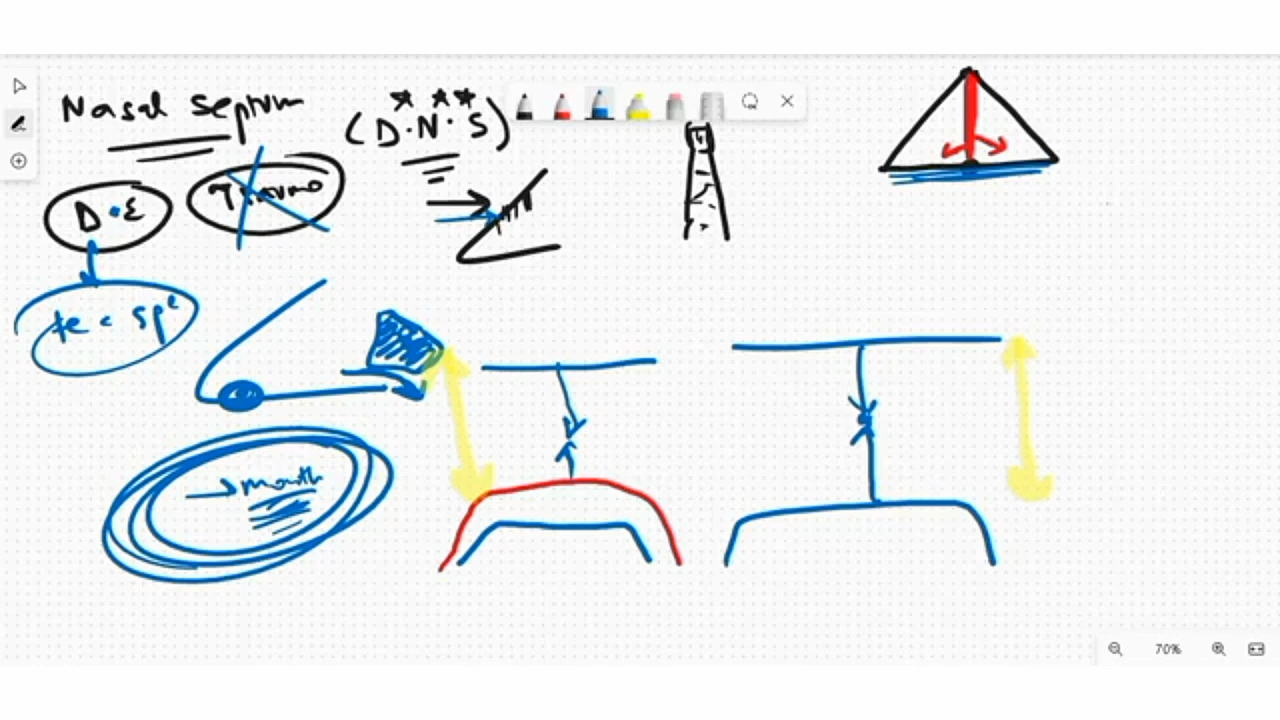 Nasal Septum (D.N.S)
D.E
Trauma
→ mouth
70%